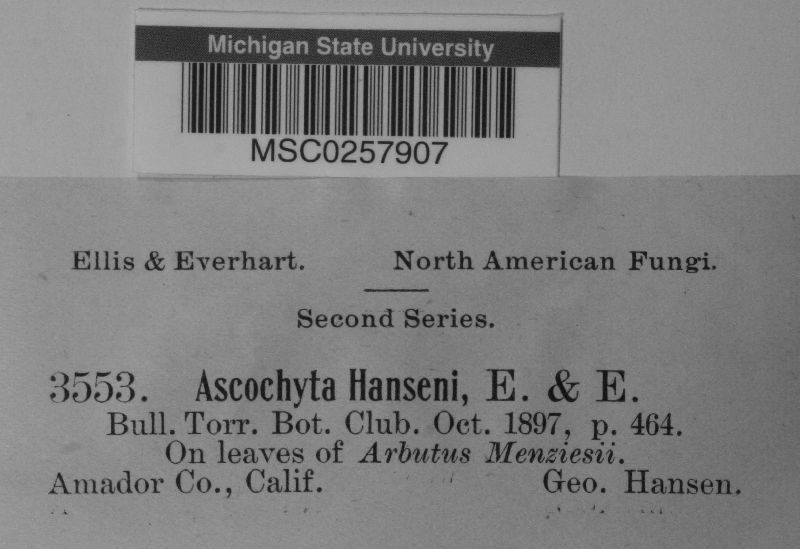 Michigan State University
MSC0257907
Ellis & Everhart. North American Fungi.
Second Series.
3553. Ascochyta Hanseni, E. & E.
Bull. Torr. Bot. Club. Oct. 1897, p. 464.
On leaves of Arbutus Menziesii.
Amador Co., Calif. Geo. Hansen.